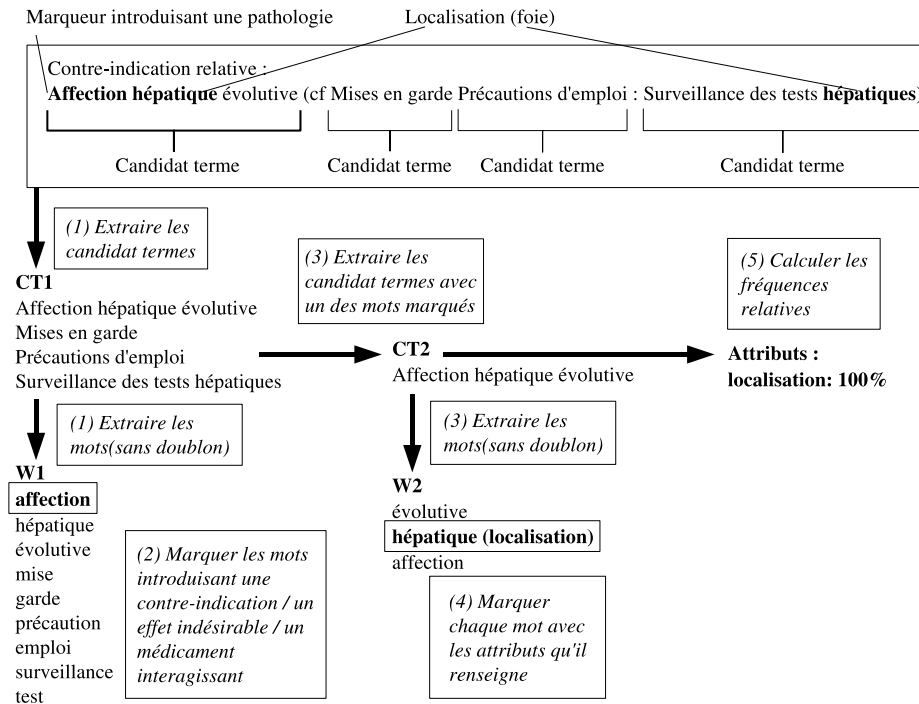 Marqueur introduisant une pathologie
Localisation (foie)
Contre-indication relative :
Affection hépatique évolutive (cf Mises en garde Précautions d'emploi : Surveillance des tests hépatiques)
Candidat terme
Candidat terme
Candidat terme
Candidat terme
(1) Extraire les
candidat termes
CT1
Affection hépatique évolutive
Mises en garde
Précautions d'emploi
Surveillance des tests hépatiques
(3) Extraire les
candidat termes avec
un des mots marqués
CT2
Affection hépatique évolutive
(5) Calculer les
fréquences
relatives
Attributs :
localisation: 100%
(1) Extraire les
mots(sans doublon)
W1
affection
hépatique
évolutive
mise
garde
précaution
emploi
surveillance
test
(2) Marquer les mots
introduisant une
contre-indication / un
effet indésirable / un
médicament
interagissant
(3) Extraire les
mots(sans doublon)
W2
évolutive
hépatique (localisation)
affection
(4) Marquer
chaque mot avec
les attributs qu'il
renseigne